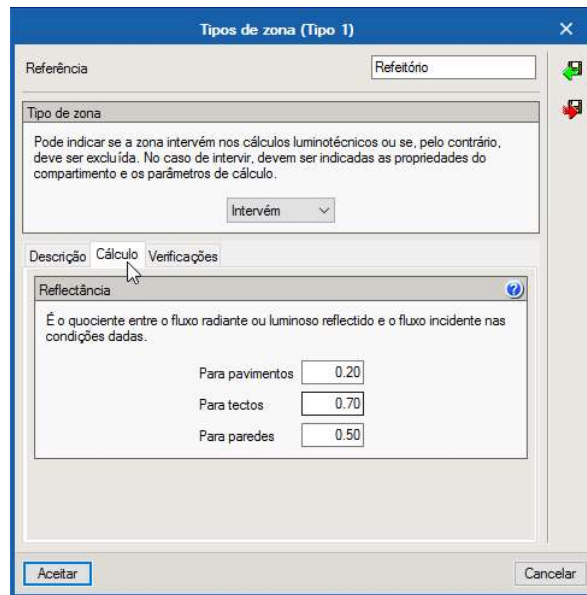 Tipos de zona (Tipo 1)
Referência Refeitório
Tipo de zona
Pode indicar se a zona intervém nos cálculos luminotécnicos ou se, pelo contrário,
deve ser excluída. No caso de intervir, devem ser indicadas as propriedades do
compartimento e os parâmetros de cálculo.
Intervém
Descrição Cálculo Verificações
Reflectância
É o quociente entre o fluxo radiante ou luminoso reflectido e o fluxo incidente nas
condições dadas.
Para pavimentos 0.20
Para tectos 0.70
Para paredes 0.50
Aceitar Cancelar